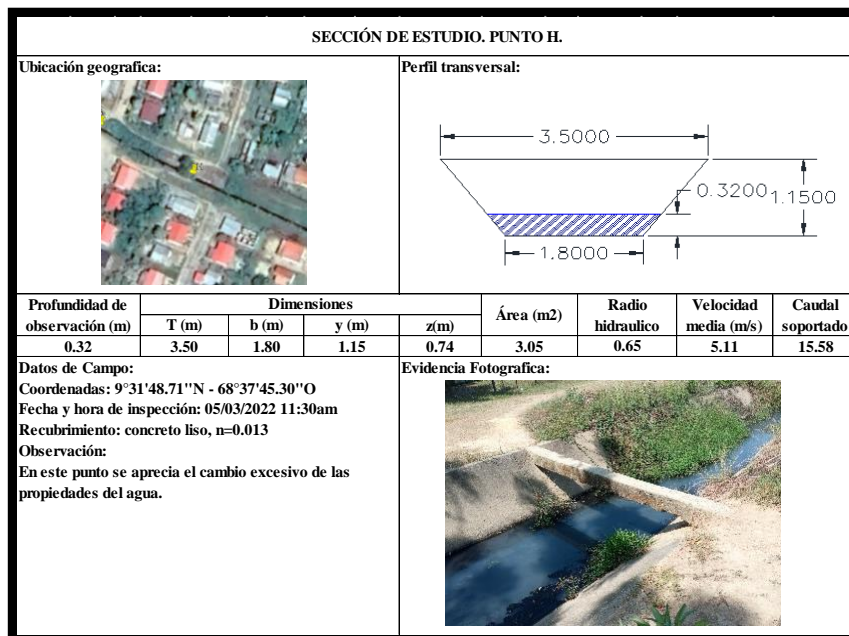 SECCIÓN DE ESTUDIO. PUNTO H.
Ubicación geografica:
Perfil transversal:
3.5000
0.3200
1.1500
1.8000
Profundidad de observación (m) Dimensiones Área (m2) Radio hidraulico Velocidad media (m/s) Caudal soportado
T (m) b (m) y (m) z(m)
0.32 3.50 1.80 1.15 0.74 3.05 0.65 5.11 15.58
Datos de Campo:
Coordenadas: 9°31'48.71"N - 68°37'45.30"O
Fecha y hora de inspección: 05/03/2022 11:30am
Recubrimiento: concreto liso, n=0.013
Observación:
En este punto se aprecia el cambio excesivo de las
propiedades del agua.
Evidencia Fotografica: